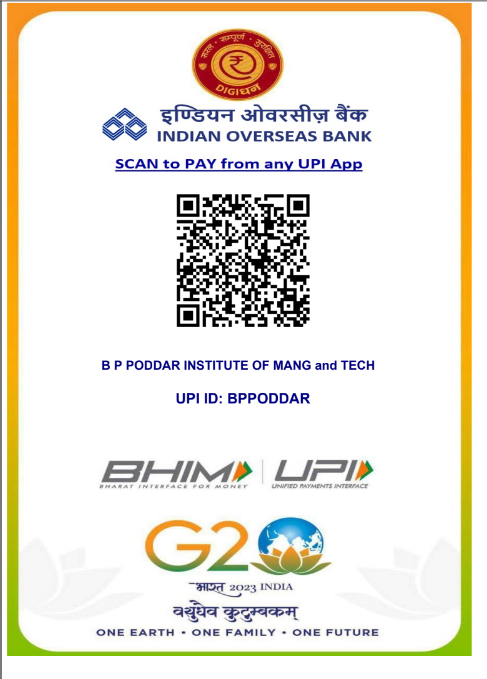 सरल • सम्पूर्ण • सुरक्षित
DIGIधन
इण्डियन ओवरसीज़ बैंक
INDIAN OVERSEAS BANK
SCAN to PAY from any UPI App
B P PODDAR INSTITUTE OF MANG and TECH
UPI ID: BPPODDAR
BHIM UPI
BHARAT INTERFACE FOR MONEY UNIFIED PAYMENTS INTERFACE
G20
भारत 2023 INDIA
वसुधैव कुटुम्बकम्
ONE EARTH • ONE FAMILY • ONE FUTURE